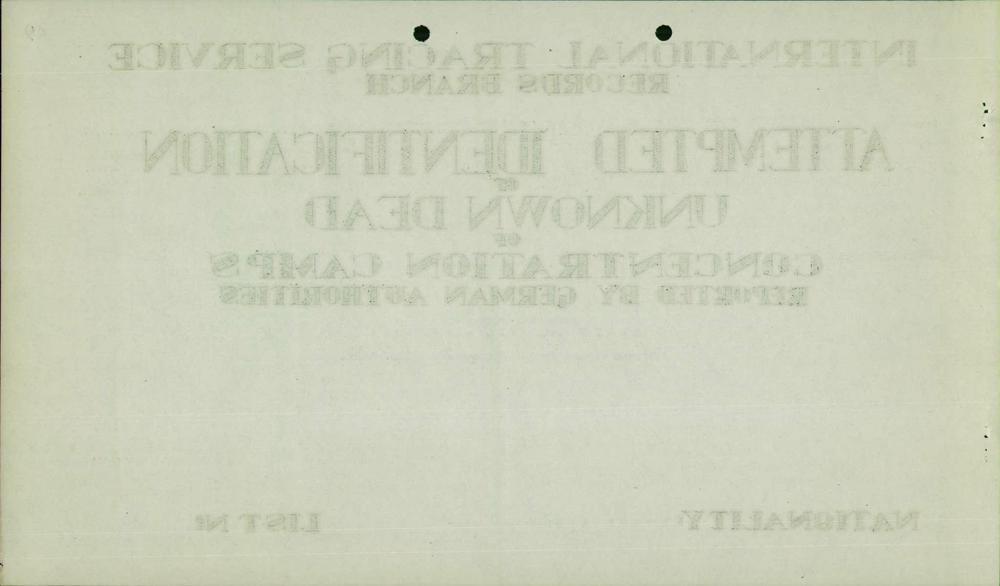 INTERNATIONAL TRACING SERVICE
RECORDS BRANCH
ATTEMPTED IDENTIFICATION
OF
UNKNOWN DEAD
OF
CONCENTRATION CAMPS
REPORTED BY GERMAN AUTHORITIES
NATIONALITY: LIST Nº